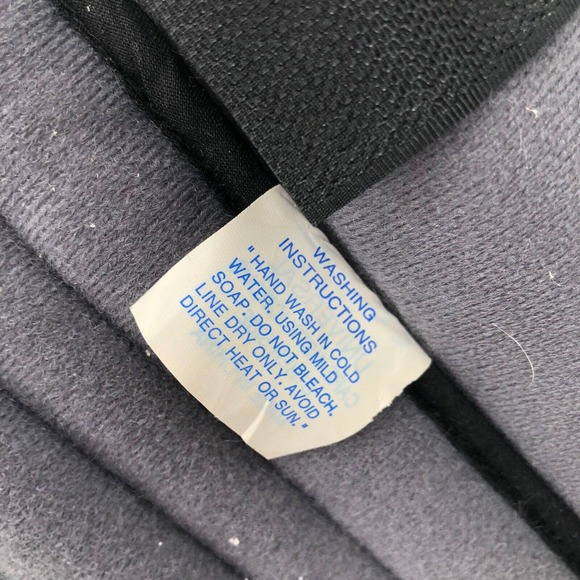 WASHING
INSTRUCTIONS
" HAND WASH IN COLD
WATER. USING MILD
SOAP · DO NOT BLEACH.
LINE DRY ONLY. AVOID
DIRECT HEAT OR SUN."